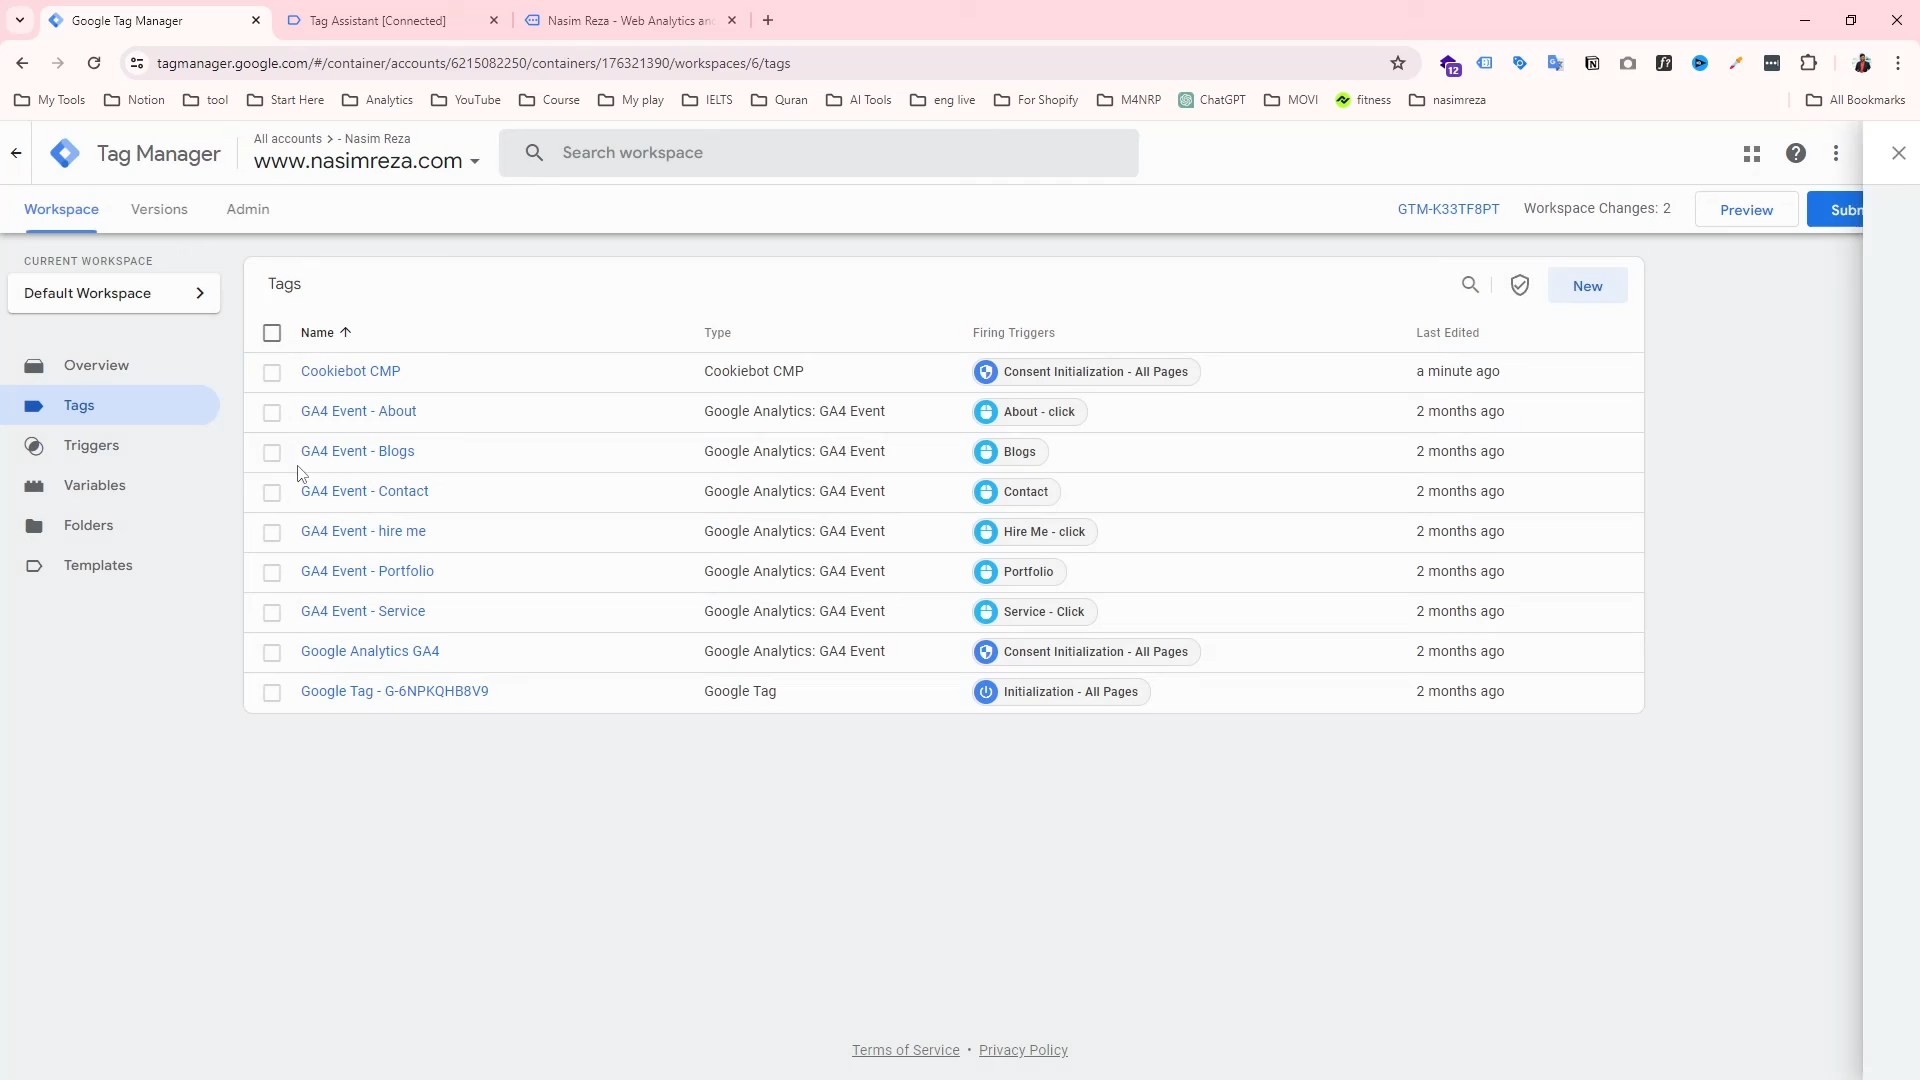 Google Tag Manager
Tag Assistant [Connected]
Nasim Reza - Web Analytics an
tagmanager.google.com/#/container/accounts/6215082250/containers/176321390/workspaces/6/tags
12
f?
My Tools
Notion
tool
Start Here
Analytics
YouTube
Course
My play
IELTS
Quran
AI Tools
eng live
For Shopify
M4NRP
ChatGPT
MOVI
fitness
nasimreza
All Bookmarks
Tag Manager
All accounts > - Nasim Reza
www.nasimreza.com
Search workspace
Workspace
Versions
Admin
GTM-K33TF8PT
Workspace Changes: 2
Preview
Subm
CURRENT WORKSPACE
Default Workspace
Overview
Tags
Triggers
Variables
Folders
Templates
Tags
New
Name Type Firing Triggers Last Edited
Cookiebot CMP Cookiebot CMP Consent Initialization - All Pages a minute ago
GA4 Event - About Google Analytics: GA4 Event About - click 2 months ago
GA4 Event - Blogs Google Analytics: GA4 Event Blogs 2 months ago
GA4 Event - Contact Google Analytics: GA4 Event Contact 2 months ago
GA4 Event - hire me Google Analytics: GA4 Event Hire Me - click 2 months ago
GA4 Event - Portfolio Google Analytics: GA4 Event Portfolio 2 months ago
GA4 Event - Service Google Analytics: GA4 Event Service - Click 2 months ago
Google Analytics GA4 Google Analytics: GA4 Event Consent Initialization - All Pages 2 months ago
Google Tag - G-6NPKQHB8V9 Google Tag Initialization - All Pages 2 months ago
Terms of Service • Privacy Policy